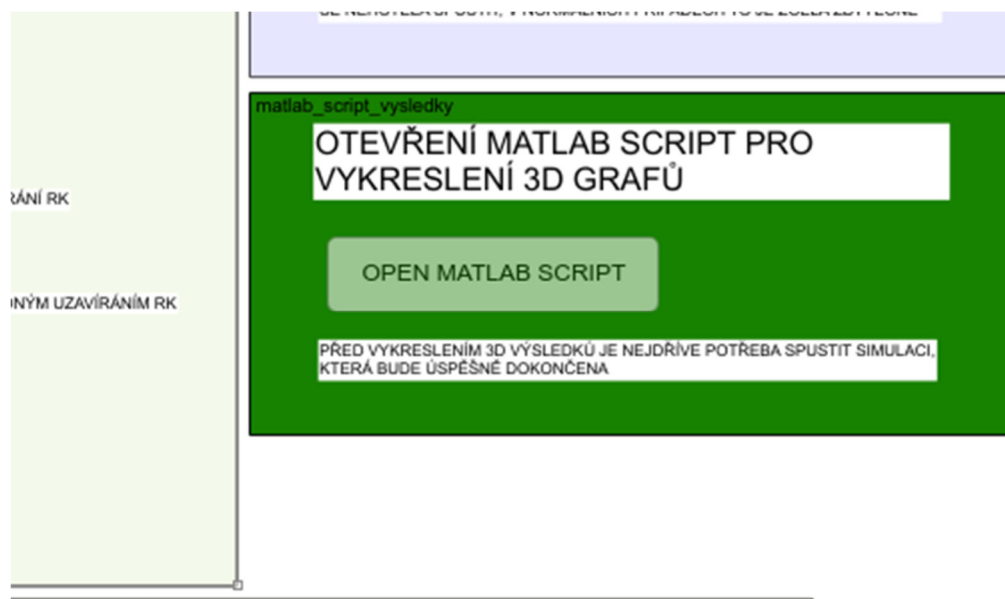 matlab_script_vysledky
OTEVŘENÍ MATLAB SCRIPT PRO
VYKRESLENÍ 3D GRAFŮ
RÁNÍ RK
OPEN MATLAB SCRIPT
NÝM UZAVÍRÁNÍM RK
PŘED VYKRESLENÍM 3D VÝSLEDKŮ JE NEJDŘÍVE POTŘEBA SPUSTIT SIMULACI,
KTERÁ BUDE ÚSPĚŠNĚ DOKONČENA